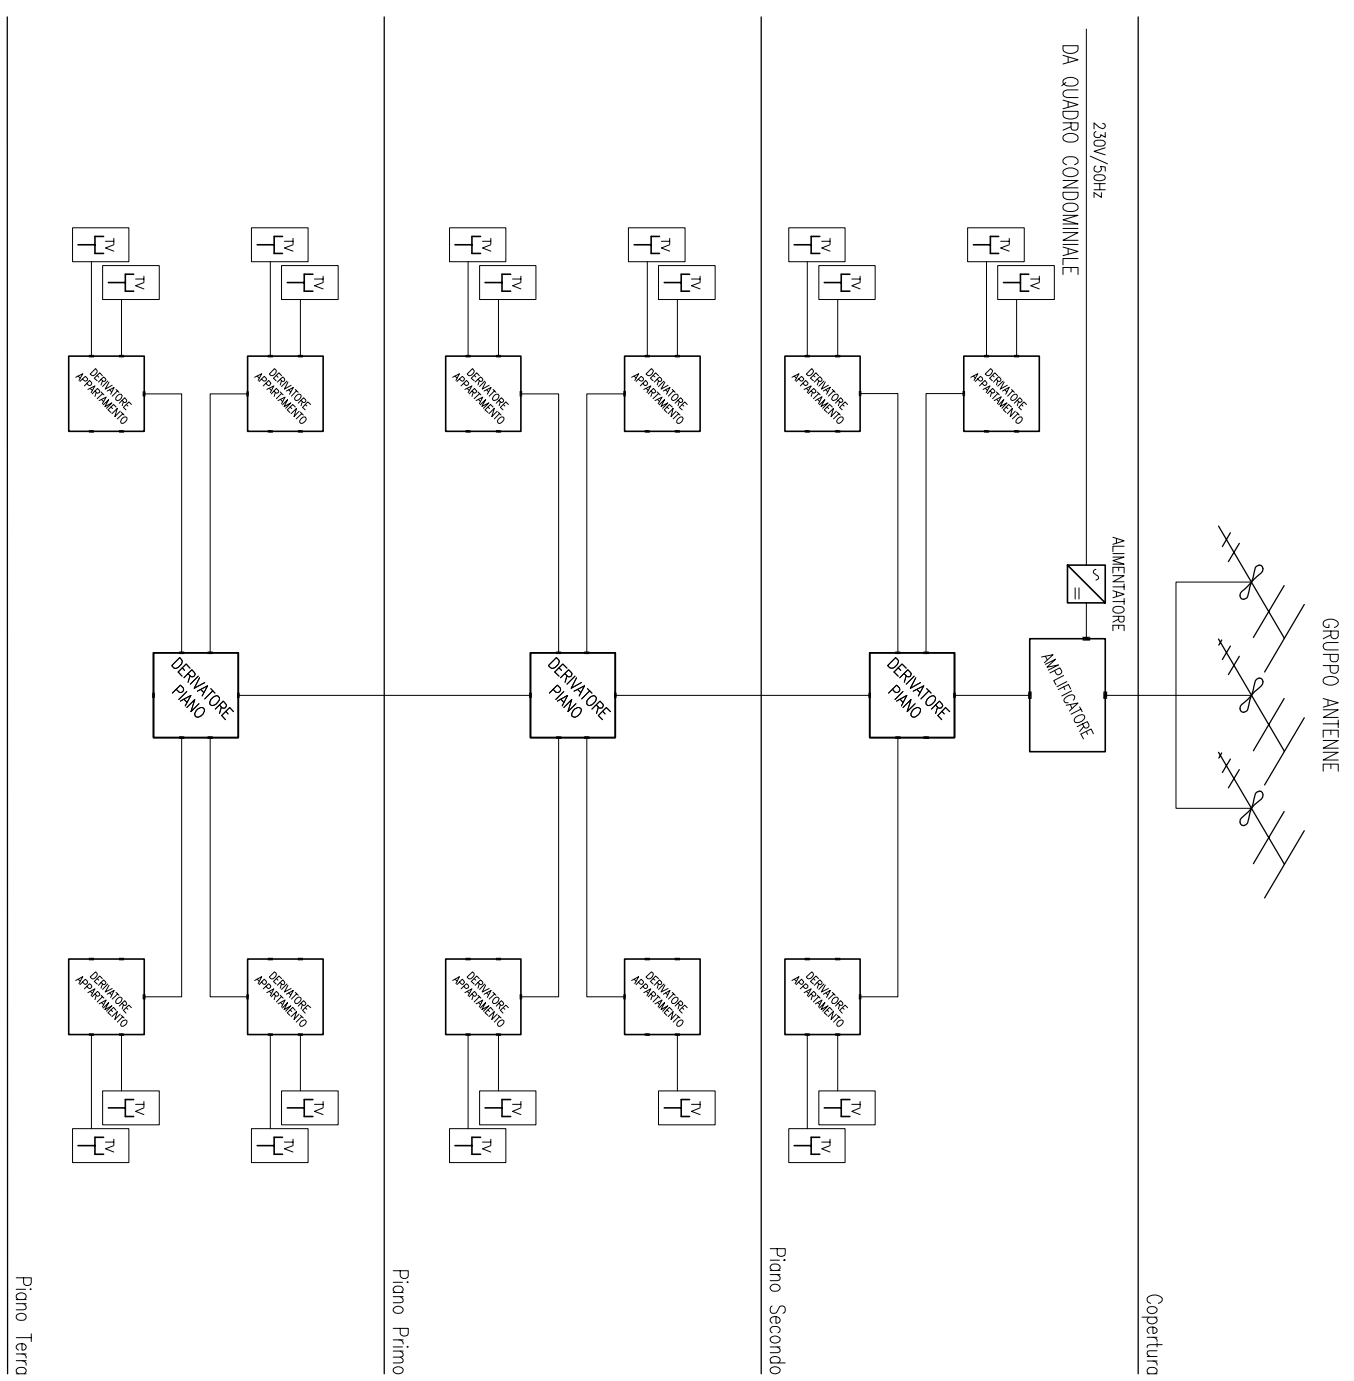 GRUPPO ANTENNE
Copertura
230V/50Hz
DA QUADRO CONDOMINIALE
ALIMENTATORE
AMPLIFICATORE
TV
TV
DERIVATORE
APPARTAMENTO
TV
TV
DERIVATORE
APPARTAMENTO
DERIVATORE
PIANO
DERIVATORE
APPARTAMENTO
TV
TV
Piano Secondo
TV
TV
DERIVATORE
APPARTAMENTO
TV
TV
DERIVATORE
APPARTAMENTO
DERIVATORE
PIANO
DERIVATORE
APPARTAMENTO
TV
DERIVATORE
APPARTAMENTO
TV
TV
Piano Primo
TV
TV
DERIVATORE
APPARTAMENTO
TV
TV
DERIVATORE
APPARTAMENTO
DERIVATORE
PIANO
DERIVATORE
APPARTAMENTO
TV
TV
DERIVATORE
APPARTAMENTO
TV
TV
Piano Terra